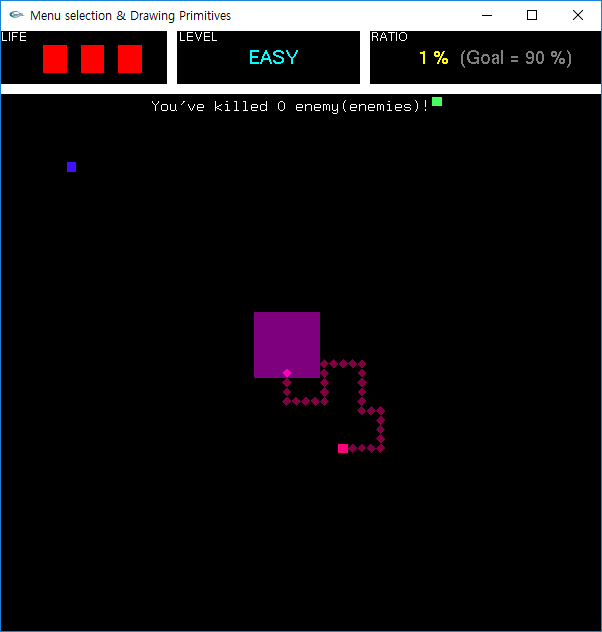 Menu selection & Drawing Primitives
LIFE
LEVEL
EASY
RATIO
1 % (Goal = 90 %)
You've killed 0 enemy(enemies)!